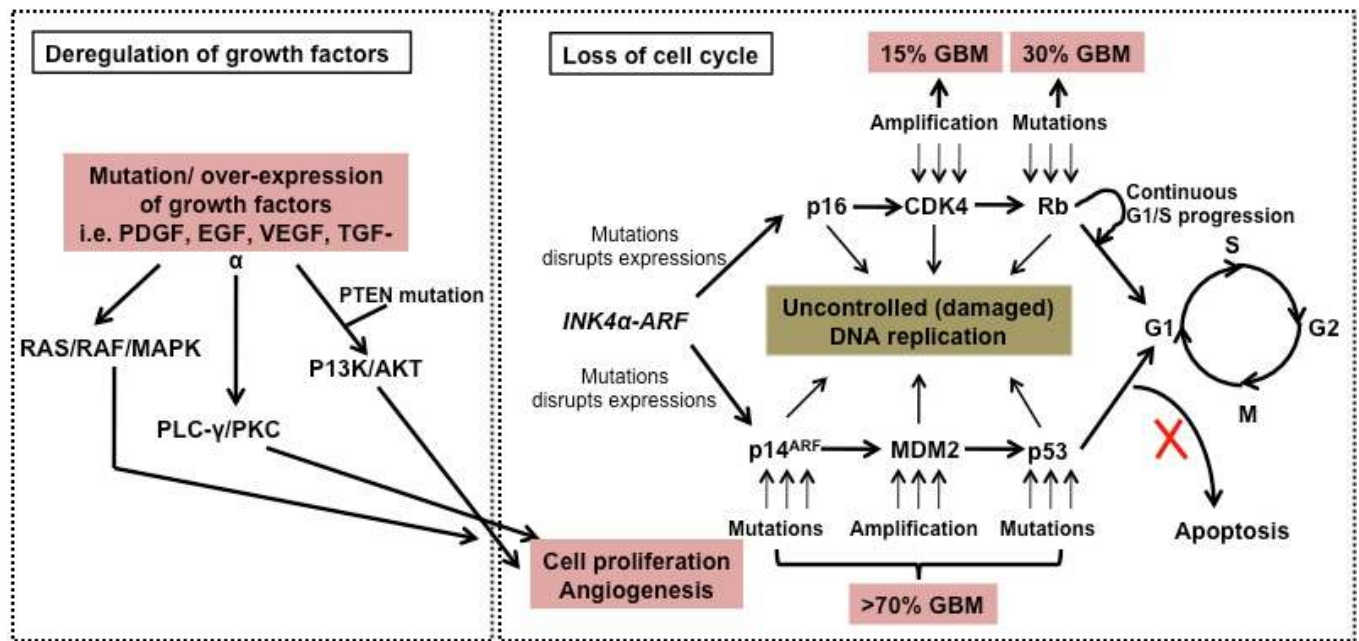 Deregulation of growth factors
Mutation/ over-expression
of growth factors
i.e. PDGF, EGF, VEGF, TGF-
α
PTEN mutation
RAS/RAF/MAPK
P13K/AKT
PLC-γ/PKC
Cell proliferation
Angiogenesis
Loss of cell cycle
15% GBM
30% GBM
Amplification
Mutations
p16
CDK4
Rb
Continuous
G1/S progression
Mutations
disrupts expressions
INK4α-ARF
Uncontrolled (damaged)
DNA replication
S
G1
G2
M
Mutations
disrupts expressions
p14ARF
MDM2
p53
Mutations
Amplification
Mutations
Apoptosis
>70% GBM